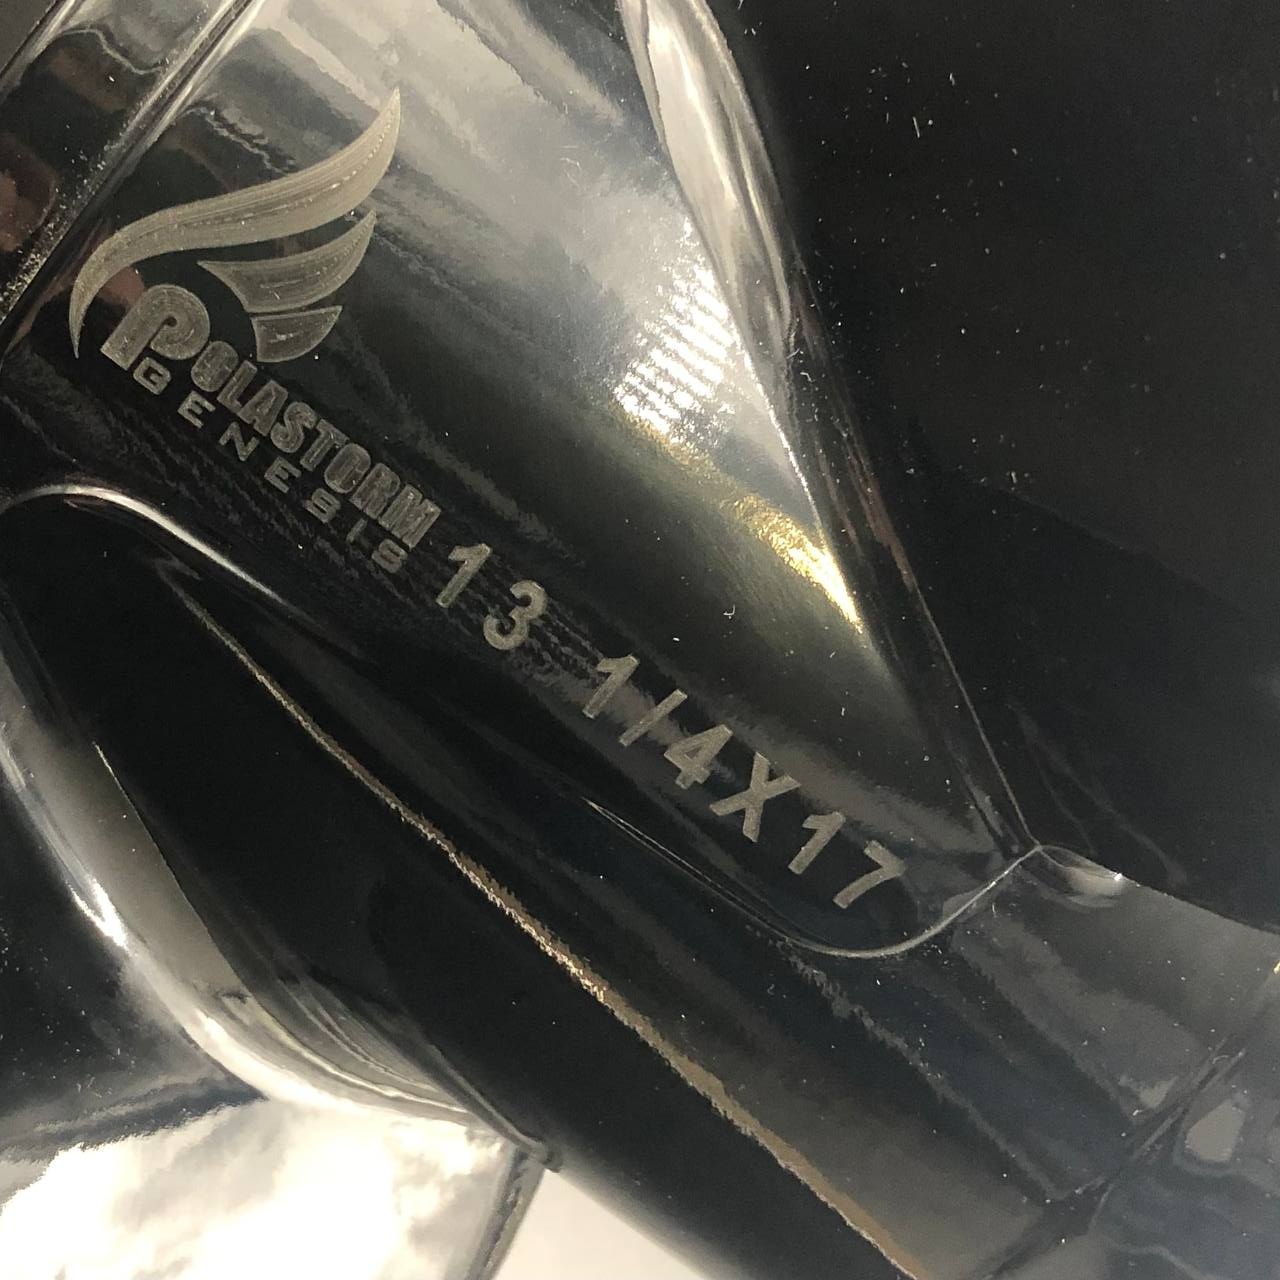 POLASTORM
GENESIS
13 1/4X17